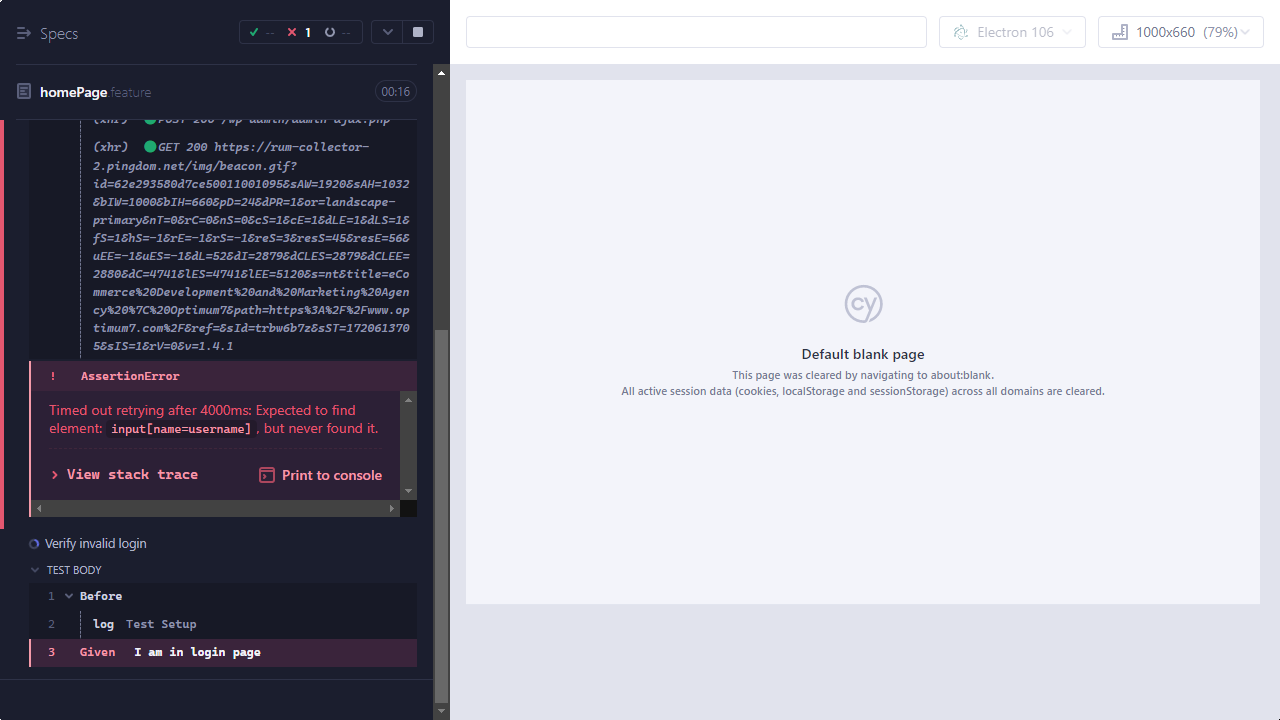 Specs
--
1
--
homePage.feature
00:16
(xhr) POST 200 /wp-admin/admin-ajax.php
(xhr) GET 200 https://rum-collector-
2.pingdom.net/img/beacon.gif?
id=62e293580d7ce50011001095&sAW=1920&sAH=1032
&bIW=1000&bIH=660&pD=24&dPR=1&or=landscape-
primary&nT=0&rC=0&nS=0&cS=1&cE=1&dLE=1&dLS=1&
fS=1&hS=-1&rE=-1&rS=-1&reS=3&resS=45&resE=56&
uEE=-1&uES=-1&dL=52&dI=2879&dCLES=2879&dCLEE=
2880&dC=4741&lES=4741&lEE=5120&s=nt&title=eCo
mmerce%20Development%20and%20Marketing%20Agen
cy%20%7C%20Optimum7&path=https%3A%2F%2Fwww.op
timum7.com%2F&ref=&sId=trbw6b7z&sST=172061370
5&sIS=1&rV=0&v=1.4.1
! AssertionError
Timed out retrying after 4000ms: Expected to find
element: input[name=username], but never found it.
View stack trace
Print to console
Verify invalid login
TEST BODY
1 Before
2 log Test Setup
3 Given I am in login page
Electron 106
1000x660 (79%)
cy
Default blank page
This page was cleared by navigating to about:blank.
All active session data (cookies, localStorage and sessionStorage) across all domains are cleared.